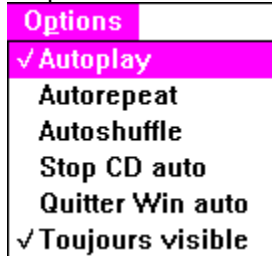 Options
√ Autoplay
Autorepeat
Autoshuffle
Stop CD auto
Quitter Win auto
√ Toujours visible